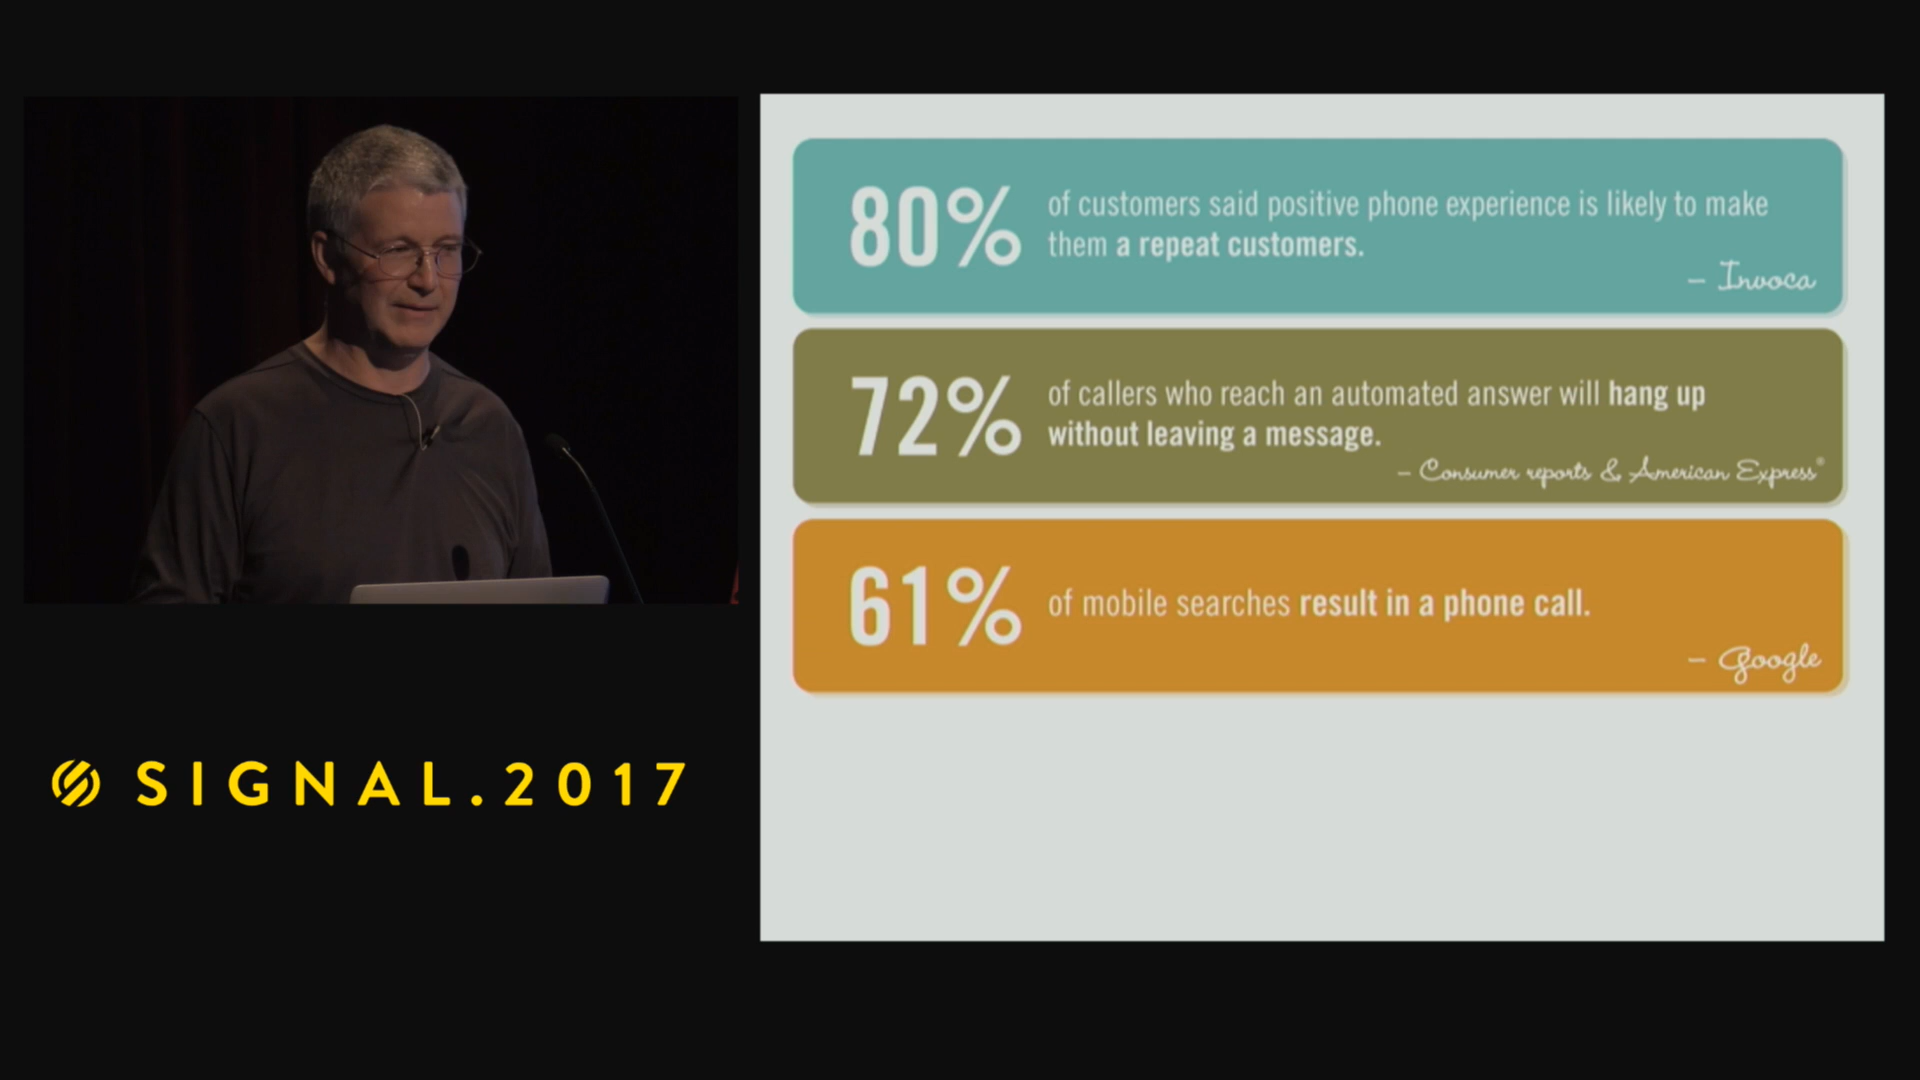 80%
of customers said positive phone experience is likely to make
them a repeat customers.
– Invoca
72%
of callers who reach an automated answer will hang up
without leaving a message.
– Consumer reports & American Express®
61%
of mobile searches result in a phone call.
– Google
SIGNAL.2017